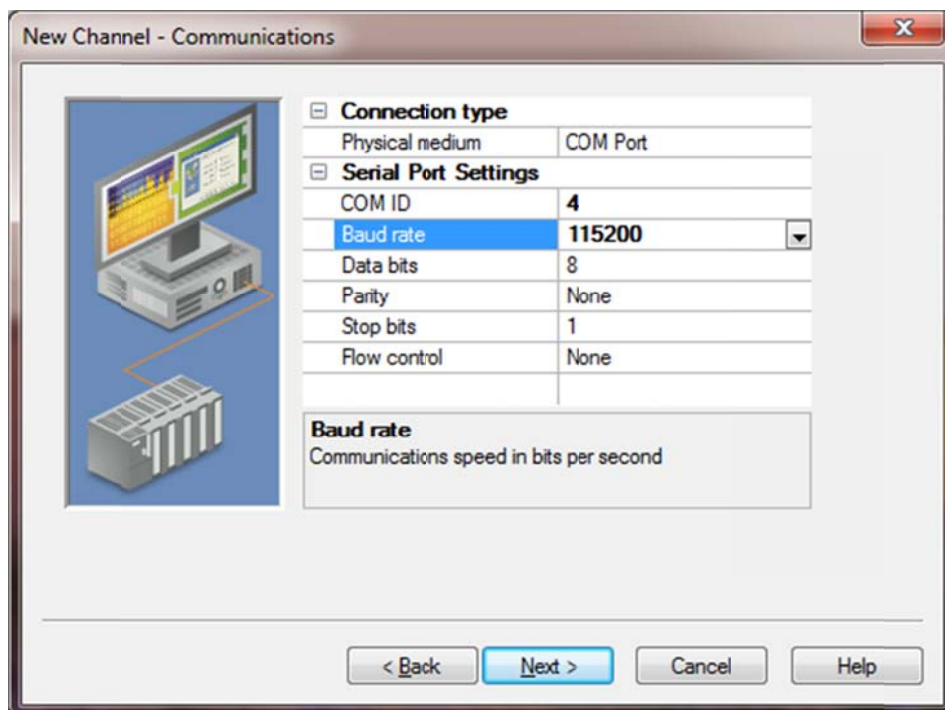 New Channel - Communications
Connection type
Physical medium COM Port
Serial Port Settings
COM ID 4
Baud rate 115200
Data bits 8
Parity None
Stop bits 1
Flow control None
Baud rate
Communications speed in bits per second
< Back Next > Cancel Help